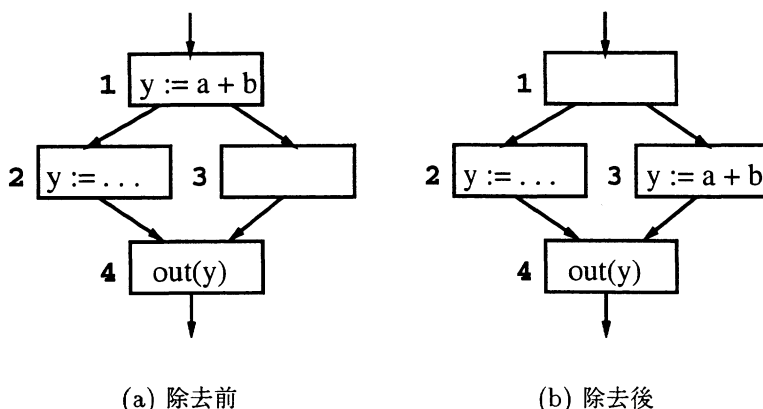 1 y := a + b
2 y := . . .
3
4 out(y)
(a) 除去前
1
2 y := . . .
3 y := a + b
4 out(y)
(b) 除去後